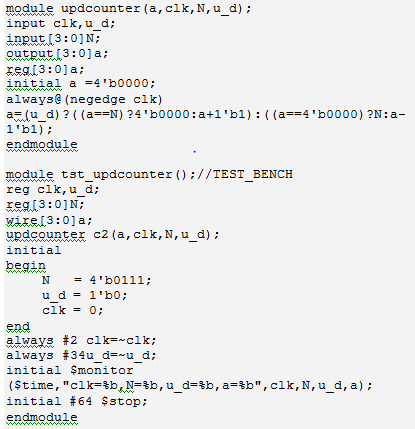 module updcounter(a,clk,N,u_d);
input clk,u_d;
input[3:0]N;
output[3:0]a;
reg[3:0]a;
initial a =4'b0000;
always@(negedge clk)
a=(u_d)?((a==N)?4'b0000:a+1'b1):((a==4'b0000)?N:a-
1'b1);
endmodule
module tst_updcounter();//TEST_BENCH
reg clk,u_d;
reg[3:0]N;
wire[3:0]a;
updcounter c2(a,clk,N,u_d);
initial
begin
N   = 4'b0111;
u_d = 1'b0;
clk = 0;
end
always #2 clk=~clk;
always #34u_d=~u_d;
initial $monitor
($time,"clk=%b,N=%b,u_d=%b,a=%b",clk,N,u_d,a);
initial #64 $stop;
endmodule